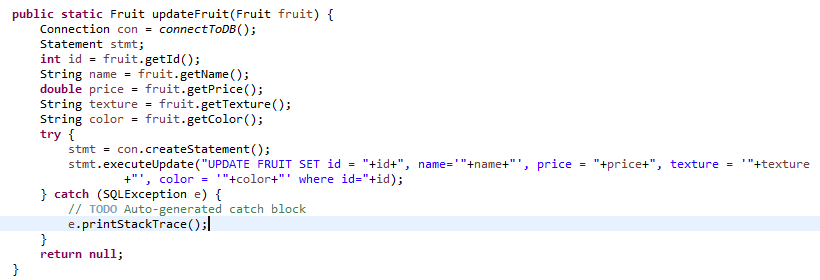 public static Fruit updateFruit(Fruit fruit) {
    Connection con = connectToDB();
    Statement stmt;
    int id = fruit.getId();
    String name = fruit.getName();
    double price = fruit.getPrice();
    String texture = fruit.getTexture();
    String color = fruit.getColor();
    try {
        stmt = con.createStatement();
        stmt.executeUpdate("UPDATE FRUIT SET id = "+id+", name='"+name+"', price = "+price+", texture = '"+texture
                +"', color = '"+color+"' where id="+id);
    } catch (SQLException e) {
        // TODO Auto-generated catch block
        e.printStackTrace();
    }
    return null;
}